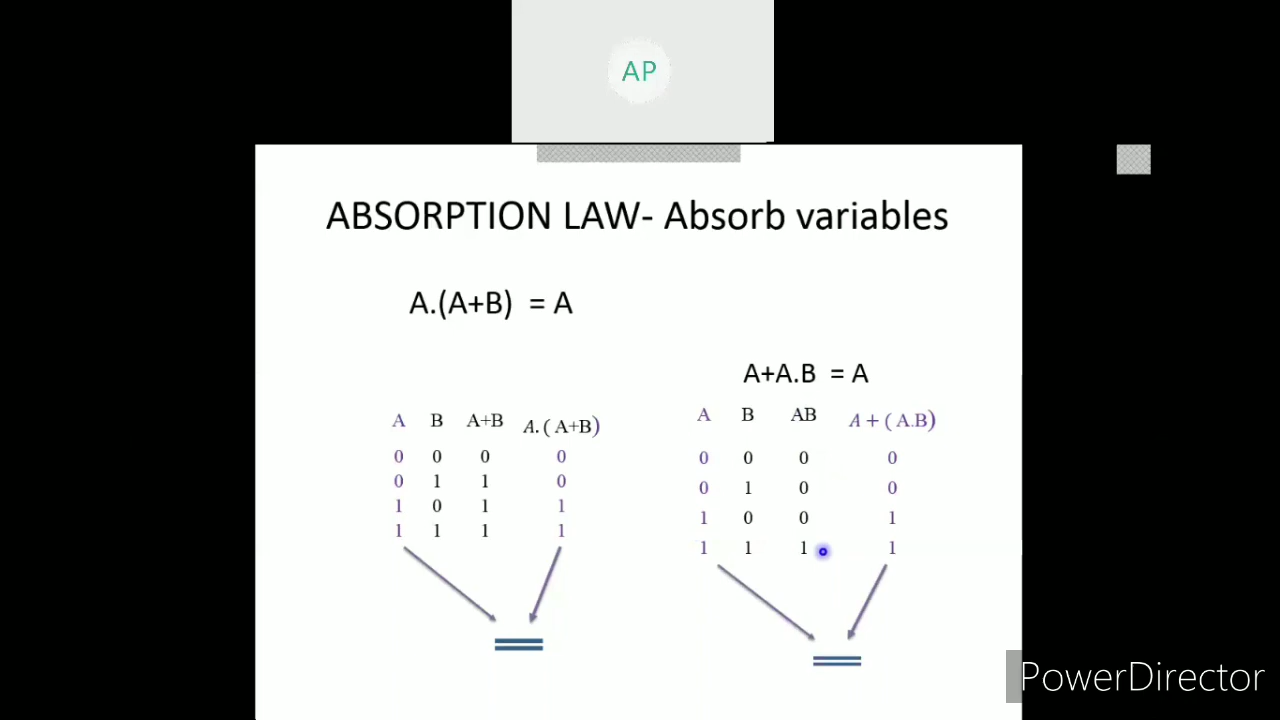 AP
ABSORPTION LAW- Absorb variables
A.(A+B) = A
A+A.B = A
A B A+B A.( A+B)
0 0 0 0
0 1 1 0
1 0 1 1
1 1 1 1
A B AB A + ( A.B)
0 0 0 0
0 1 0 0
1 0 0 1
1 1 1 1
PowerDirector